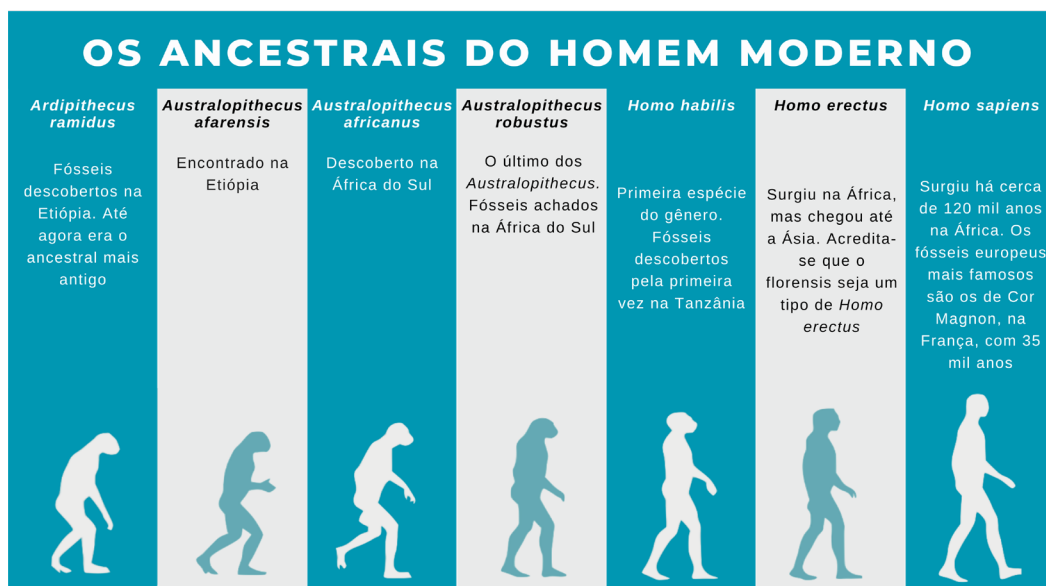 OS ANCESTRAIS DO HOMEM MODERNO
Ardipithecus
ramidus
Fósseis
descobertos na
Etiópia. Até
agora era o
ancestral mais
antigo
Australopithecus
afarensis
Encontrado na
Etiópia
Australopithecus
africanus
Descoberto na
África do Sul
Australopithecus
robustus
O último dos
Australopithecus.
Fósseis achados
na África do Sul
Homo habilis
Primeira espécie
do gênero.
Fósseis
descobertos
pela primeira
vez na Tanzânia
Homo erectus
Surgiu na África,
mas chegou até
a Ásia. Acredita-
se que o
florensis seja um
tipo de Homo
erectus
Homo sapiens
Surgiu há cerca
de 120 mil anos
na África. Os
fósseis europeus
mais famosos
são os de Cor
Magnon, na
França, com 35
mil anos